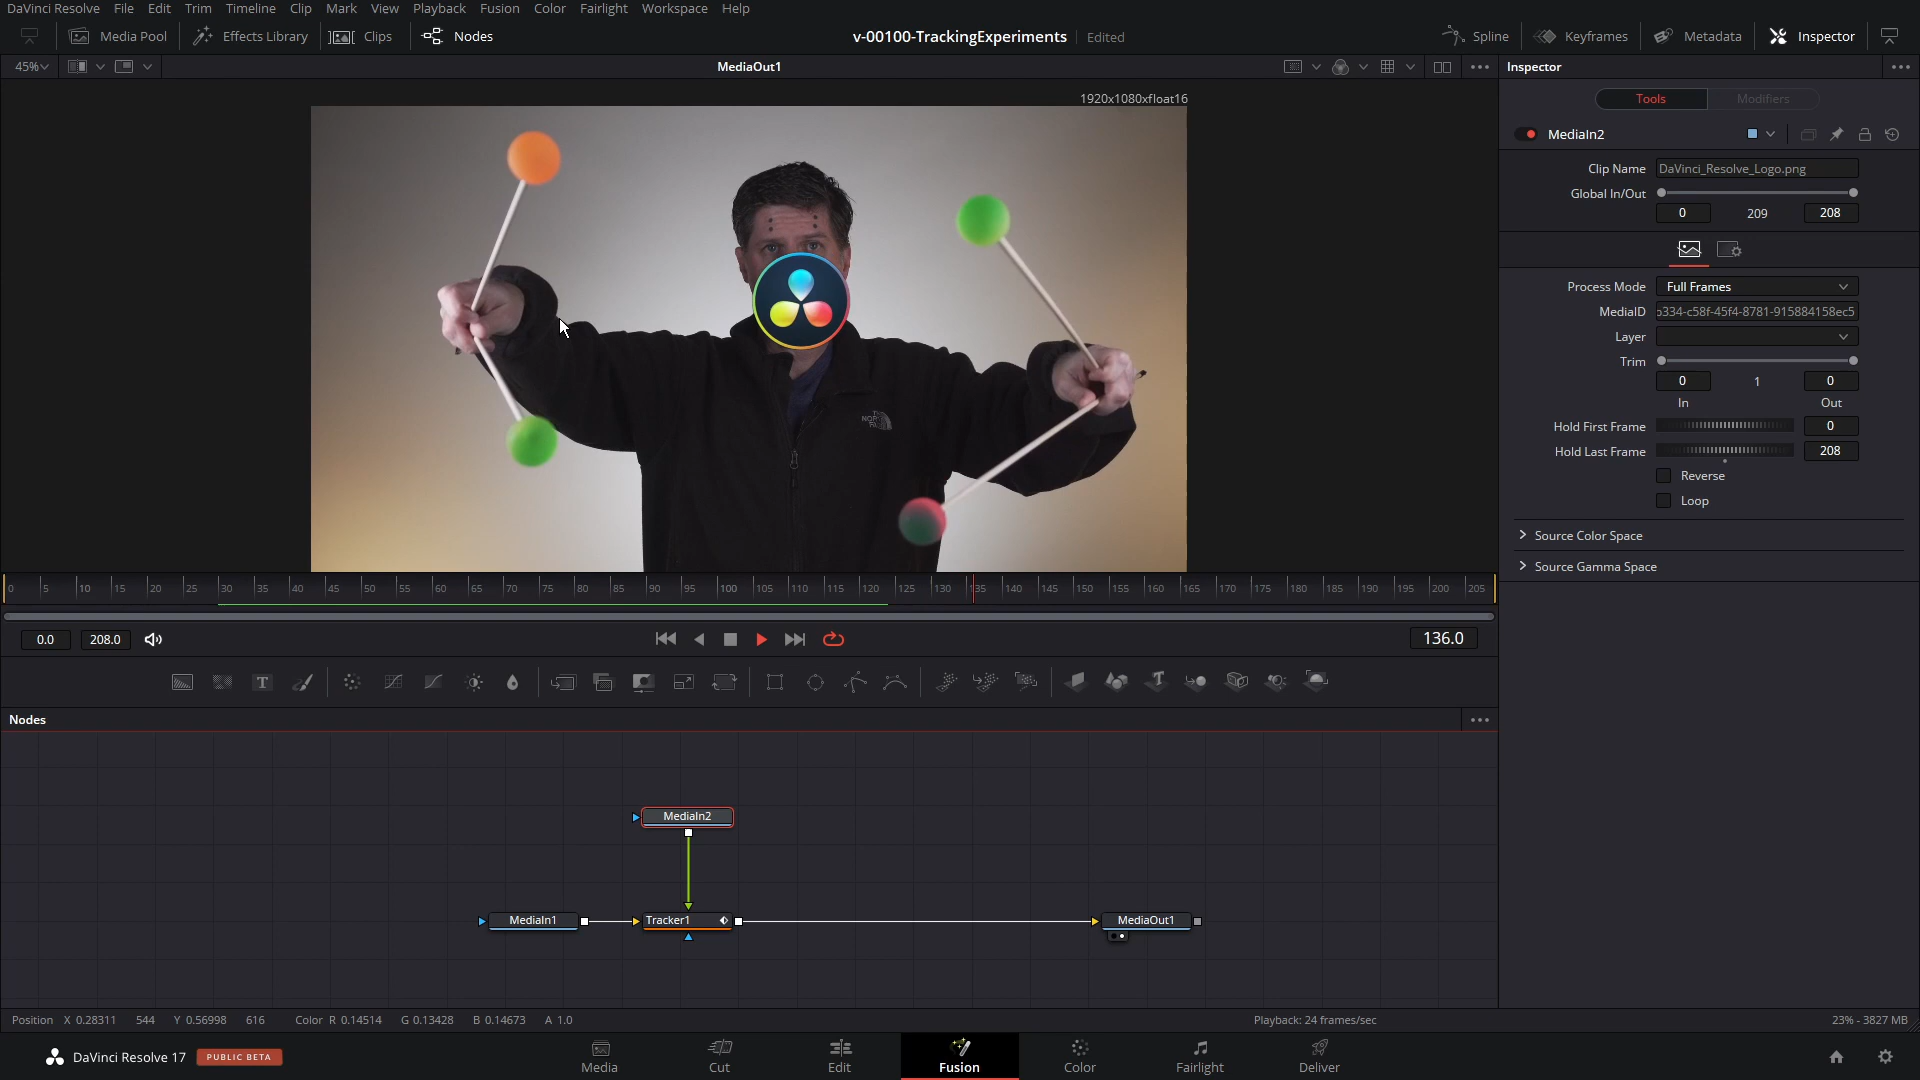 DaVinci Resolve File Edit Trim Timeline Clip Mark View Playback Fusion Color Fairlight Workspace Help
Media Pool Effects Library Clips Nodes v-00100-TrackingExperiments Edited Spline Keyframes Metadata Inspector
45% MediaOut1 Inspector
1920x1080xfloat16
Tools Modifiers
MediaIn2
Clip Name DaVinci_Resolve_Logo.png
Global In/Out
0 209 208
Process Mode Full Frames
MediaID b334-c58f-45f4-8781-915884158ec5
Layer
Trim
0 1 0
In Out
Hold First Frame 0
Hold Last Frame 208
Reverse
Loop
Source Color Space
Source Gamma Space
THE NORTH FACE
0 5 10 15 20 25 30 35 40 45 50 55 60 65 70 75 80 85 90 95 100 105 110 115 120 125 130 135 140 145 150 155 160 165 170 175 180 185 190 195 200 205
0.0 208.0 136.0
T
Nodes
MediaIn2
MediaIn1 Tracker1 MediaOut1
Position X 0.28311 544 Y 0.56998 616 Color R 0.14514 G 0.13428 B 0.14673 A 1.0 Playback: 24 frames/sec 23% - 3827 MB
DaVinci Resolve 17 PUBLIC BETA Media Cut Edit Fusion Color Fairlight Deliver